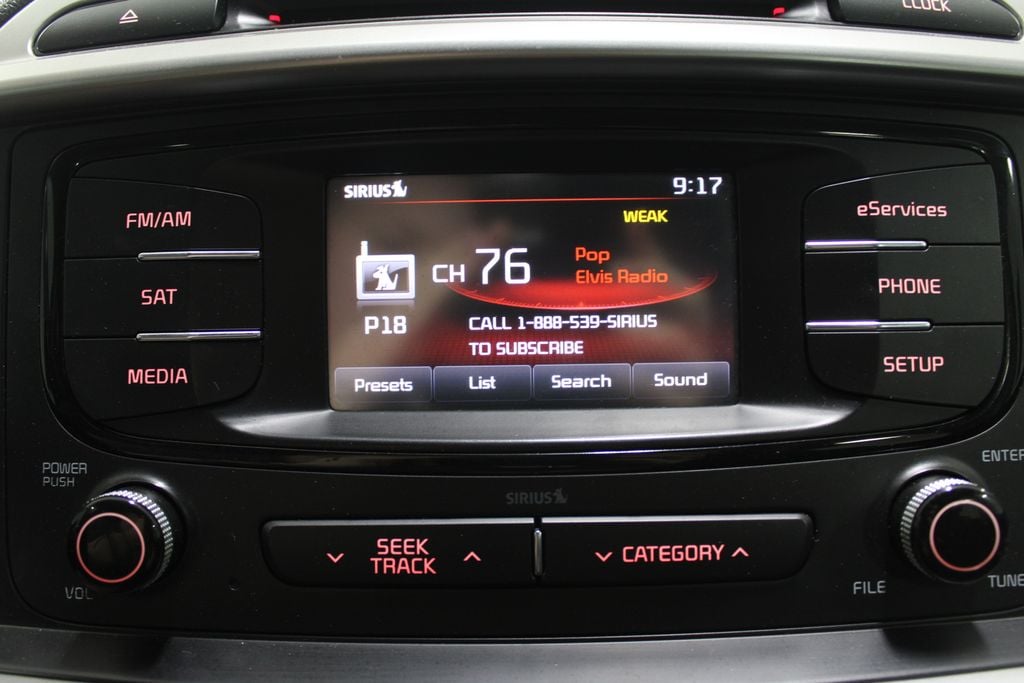 CLOCK
SIRIUS
9:17
WEAK
FM/AM
eServices
CH 76
Pop
Elvis Radio
SAT
PHONE
P18
CALL 1-888-539-SIRIUS
TO SUBSCRIBE
MEDIA
SETUP
Presets
List
Search
Sound
POWER
PUSH
ENTER
SIRIUS
SEEK
TRACK
CATEGORY
VOL
FILE
TUNE